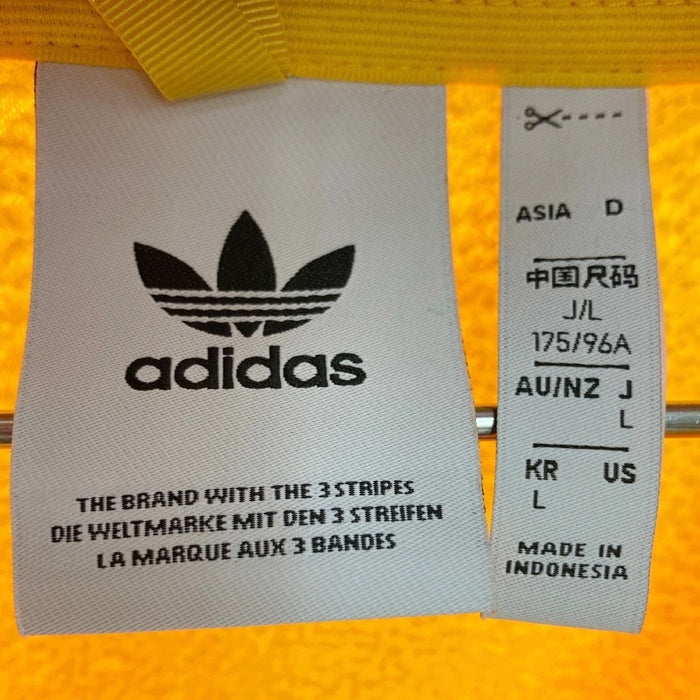 adidas
THE BRAND WITH THE 3 STRIPES
DIE WELTMARKE MIT DEN 3 STREIFEN
LA MARQUE AUX 3 BANDES
ASIA D
中国尺码
J/L
175/96A
AU/NZ J
L
KR US
L
MADE IN
INDONESIA